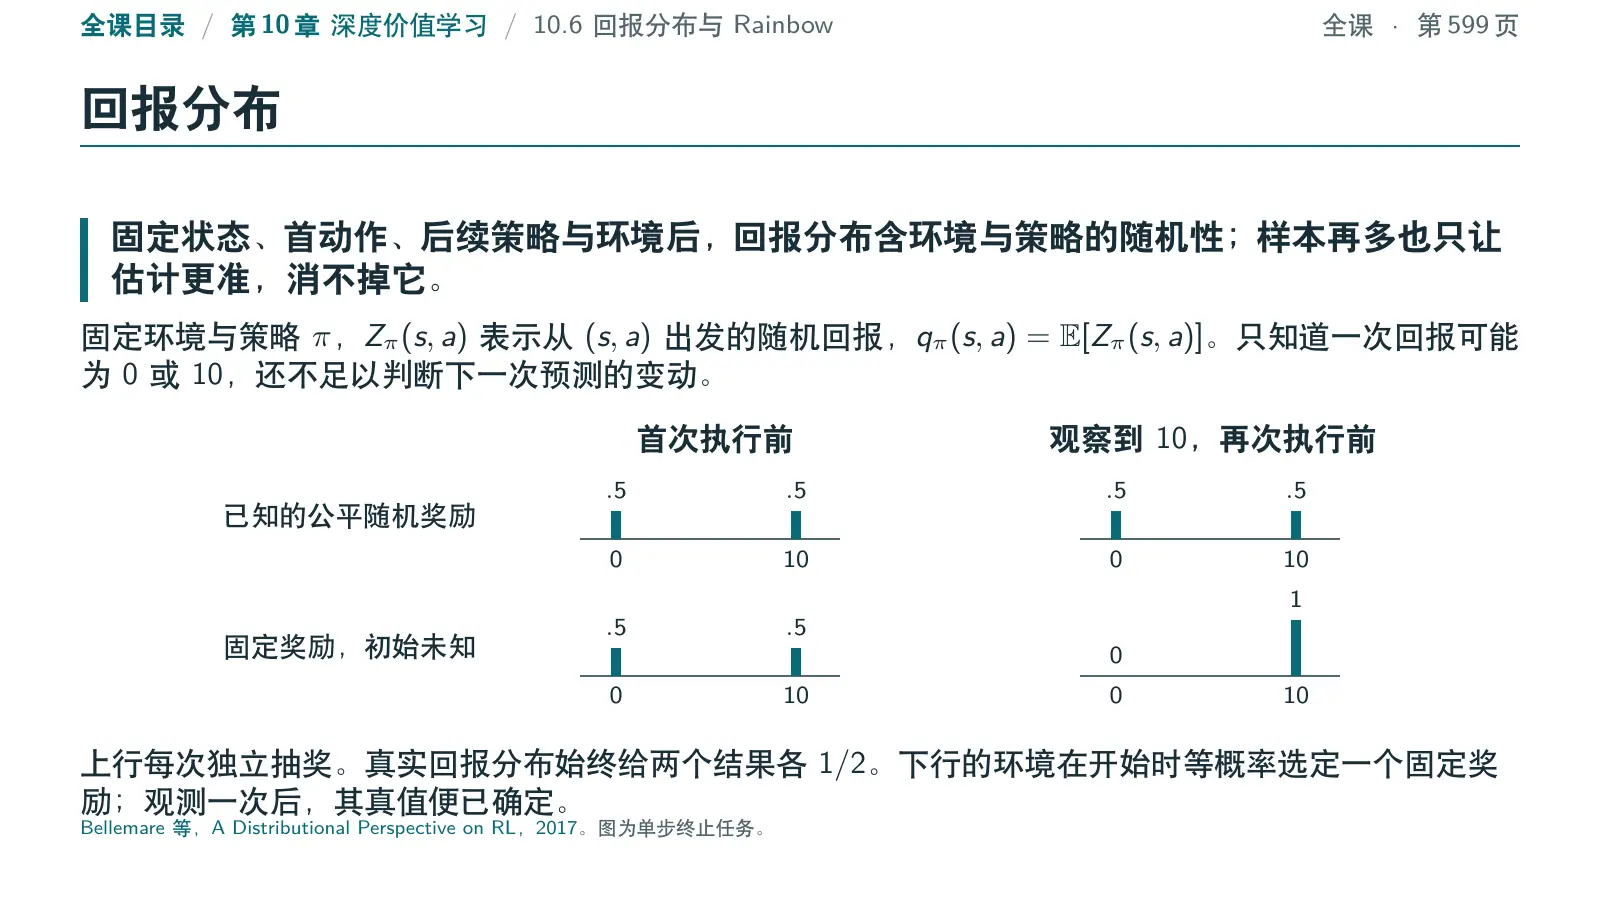 全课目录 / 第 10 章 深度价值学习 / 10.6 回报分布与 Rainbow
全课 · 第 599 页
回报分布
固定状态、首动作、后续策略与环境后，回报分布含环境与策略的随机性；样本再多也只让
估计更准，消不掉它。
固定环境与策略 π，Zπ(s, a) 表示从 (s, a) 出发的随机回报，qπ(s, a) = 𝔼[Zπ(s, a)]。只知道一次回报可能
为 0 或 10，还不足以判断下一次预测的变动。
首次执行前
观察到 10，再次执行前
已知的公平随机奖励
.5 .5
0 10
.5 .5
0 10
固定奖励，初始未知
.5 .5
0 10
0 1
0 10
上行每次独立抽奖。真实回报分布始终给两个结果各 1/2。下行的环境在开始时等概率选定一个固定奖
励；观测一次后，其真值便已确定。
Bellemare 等，A Distributional Perspective on RL，2017。图为单步终止任务。